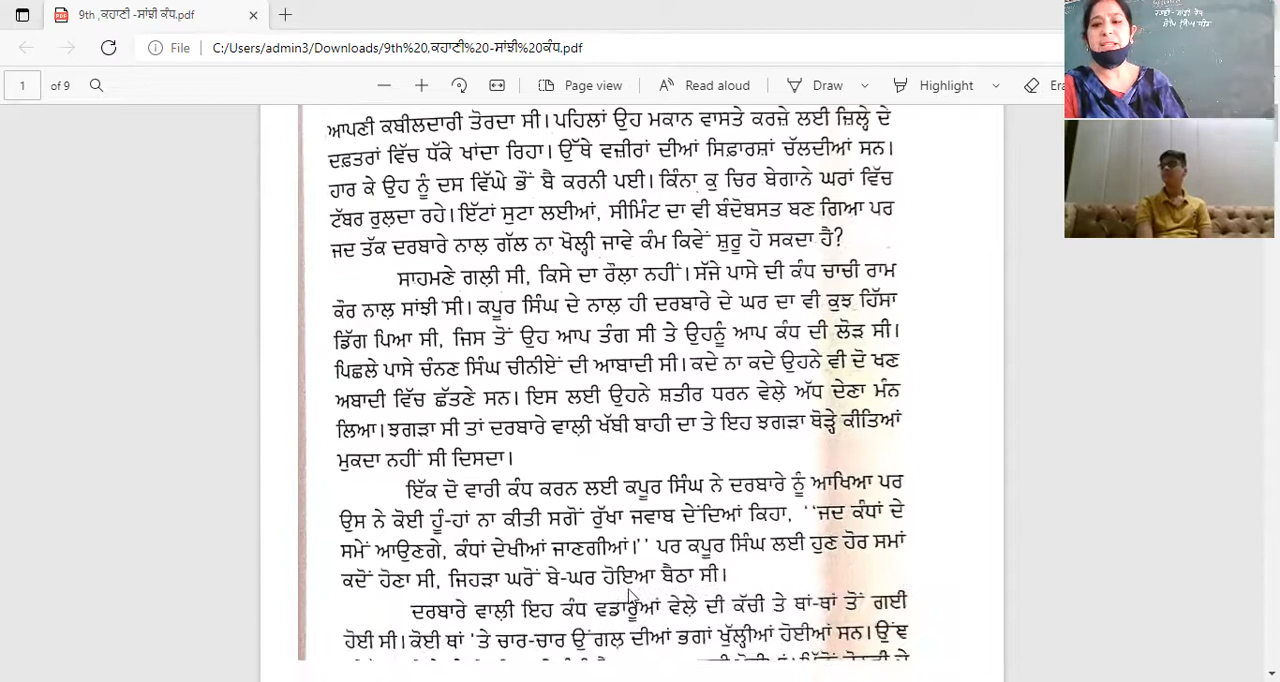 9th ,ਕਹਾਣੀ -ਸਾਂਝੀ ਕੰਧ.pdf
File
C:/Users/admin3/Downloads/9th%20,ਕਹਾਣੀ%20-ਸਾਂਝੀ%20ਕੰਧ.pdf
1 of 9
Page view
Read aloud
Draw
Highlight
ਆਪਣੀ ਕਬੀਲਦਾਰੀ ਤੋਰਦਾ ਸੀ। ਪਹਿਲਾਂ ਉਹ ਮਕਾਨ ਵਾਸਤੇ ਕਰਜ਼ੇ ਲਈ ਜ਼ਿਲ੍ਹੇ ਦੇ
ਦਫ਼ਤਰਾਂ ਵਿੱਚ ਧੱਕੇ ਖਾਂਦਾ ਰਿਹਾ। ਉੱਥੇ ਵਜ਼ੀਰਾਂ ਦੀਆਂ ਸਿਫ਼ਾਰਸ਼ਾਂ ਚੱਲਦੀਆਂ ਸਨ।
ਹਾਰ ਕੇ ਉਹ ਨੂੰ ਦਸ ਵਿੱਘੇ ਭੌਂ ਬੈ ਕਰਨੀ ਪਈ। ਕਿੰਨਾ ਕੁ ਚਿਰ ਬੇਗਾਨੇ ਘਰਾਂ ਵਿੱਚ
ਟੱਬਰ ਰੁਲ਼ਦਾ ਰਹੇ। ਇੱਟਾਂ ਸੁਟਾ ਲਈਆਂ, ਸੀਮਿੰਟ ਦਾ ਵੀ ਬੰਦੋਬਸਤ ਬਣ ਗਿਆ ਪਰ
ਜਦ ਤੱਕ ਦਰਬਾਰੇ ਨਾਲ਼ ਗੱਲ ਨਾ ਖੋਲ੍ਹੀ ਜਾਵੇ ਕੰਮ ਕਿਵੇਂ ਸ਼ੁਰੂ ਹੋ ਸਕਦਾ ਹੈ?
ਸਾਹਮਣੇ ਗਲ਼ੀ ਸੀ, ਕਿਸੇ ਦਾ ਰੌਲ਼ਾ ਨਹੀਂ। ਸੱਜੇ ਪਾਸੇ ਦੀ ਕੰਧ ਚਾਚੀ ਰਾਮ
ਕੌਰ ਨਾਲ਼ ਸਾਂਝੀ ਸੀ। ਕਪੂਰ ਸਿੰਘ ਦੇ ਨਾਲ਼ ਹੀ ਦਰਬਾਰੇ ਦੇ ਘਰ ਦਾ ਵੀ ਕੁਝ ਹਿੱਸਾ
ਡਿੱਗ ਪਿਆ ਸੀ, ਜਿਸ ਤੋਂ ਉਹ ਆਪ ਤੰਗ ਸੀ ਤੇ ਉਹਨੂੰ ਆਪ ਕੰਧ ਦੀ ਲੋੜ ਸੀ।
ਪਿਛਲੇ ਪਾਸੇ ਚੰਨਣ ਸਿੰਘ ਚੀਨੀਏਂ ਦੀ ਆਬਾਦੀ ਸੀ। ਕਦੇ ਨਾ ਕਦੇ ਉਹਨੇ ਵੀ ਦੋ ਖਣ
ਅਬਾਦੀ ਵਿੱਚ ਛੱਤਣੇ ਸਨ। ਇਸ ਲਈ ਉਹਨੇ ਸ਼ਤੀਰ ਧਰਨ ਵੇਲ਼ੇ ਅੱਧ ਦੇਣਾ ਮੰਨ
ਲਿਆ। ਝਗੜਾ ਸੀ ਤਾਂ ਦਰਬਾਰੇ ਵਾਲ਼ੀ ਖੱਬੀ ਬਾਹੀ ਦਾ ਤੇ ਇਹ ਝਗੜਾ ਥੋੜ੍ਹੇ ਕੀਤਿਆਂ
ਮੁਕਦਾ ਨਹੀਂ ਸੀ ਦਿਸਦਾ।
ਇੱਕ ਦੋ ਵਾਰੀ ਕੰਧ ਕਰਨ ਲਈ ਕਪੂਰ ਸਿੰਘ ਨੇ ਦਰਬਾਰੇ ਨੂੰ ਆਖਿਆ ਪਰ
ਉਸ ਨੇ ਕੋਈ ਹੂੰ-ਹਾਂ ਨਾ ਕੀਤੀ ਸਗੋਂ ਰੁੱਖਾ ਜਵਾਬ ਦੇਂਦਿਆਂ ਕਿਹਾ, ‘‘ਜਦ ਕੰਧਾਂ ਦੇ
ਸਮੇਂ ਆਉਣਗੇ, ਕੰਧਾਂ ਦੇਖੀਆਂ ਜਾਣਗੀਆਂ।’’ ਪਰ ਕਪੂਰ ਸਿੰਘ ਲਈ ਹੁਣ ਹੋਰ ਸਮਾਂ
ਕਦੋਂ ਹੋਣਾ ਸੀ, ਜਿਹੜਾ ਘਰੋਂ ਬੇ-ਘਰ ਹੋਇਆ ਬੈਠਾ ਸੀ।
ਦਰਬਾਰੇ ਵਾਲ਼ੀ ਇਹ ਕੰਧ ਵਡਾਰੂਆਂ ਵੇਲ਼ੇ ਦੀ ਕੱਚੀ ਤੇ ਥਾਂ-ਥਾਂ ਤੋਂ ਗਈ
ਹੋਈ ਸੀ। ਕੋਈ ਥਾਂ 'ਤੇ ਚਾਰ-ਚਾਰ ਉਂਗਲ਼ ਦੀਆਂ ਭਗਾਂ ਖੁੱਲ੍ਹੀਆਂ ਹੋਈਆਂ ਸਨ। ਉਂਞ